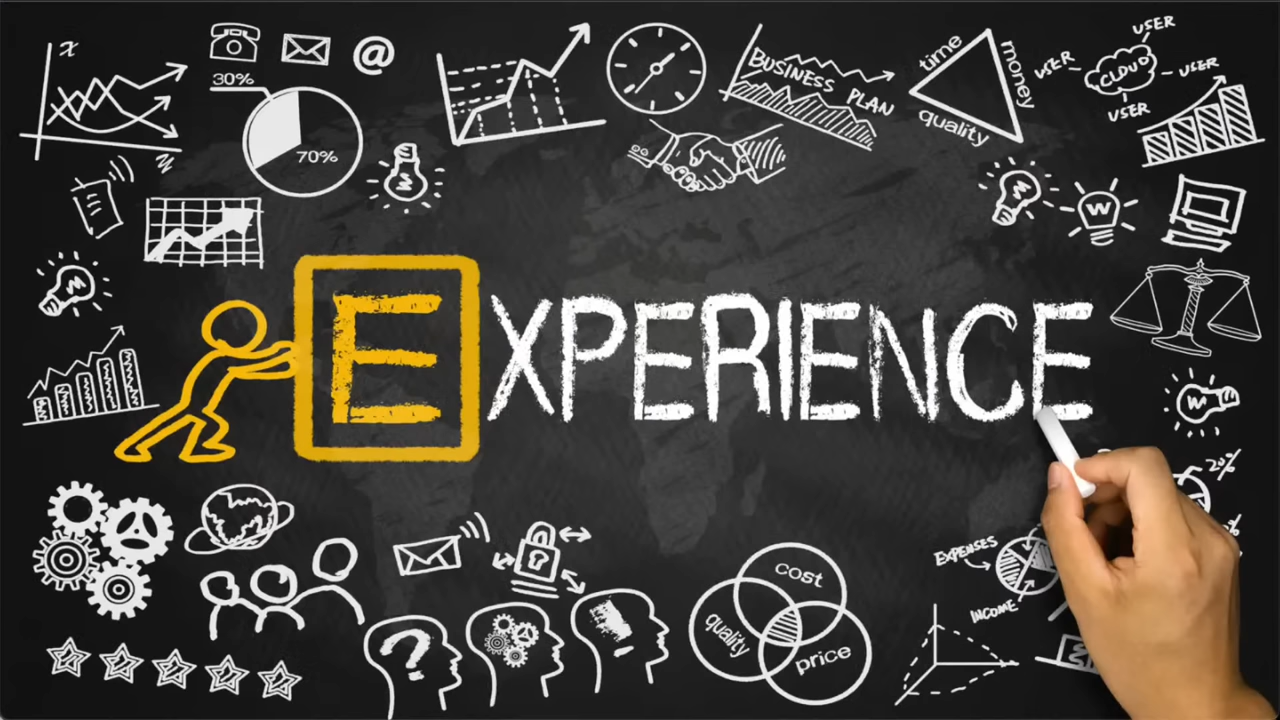 x
@
30%
70%
BUSINESS PLAN
time
money
quality
USER
USER
CLOUD
USER
USER
W
EXPERIENCE
W
20%
%
EXPENSES
INCOME
?
cost
quality
price